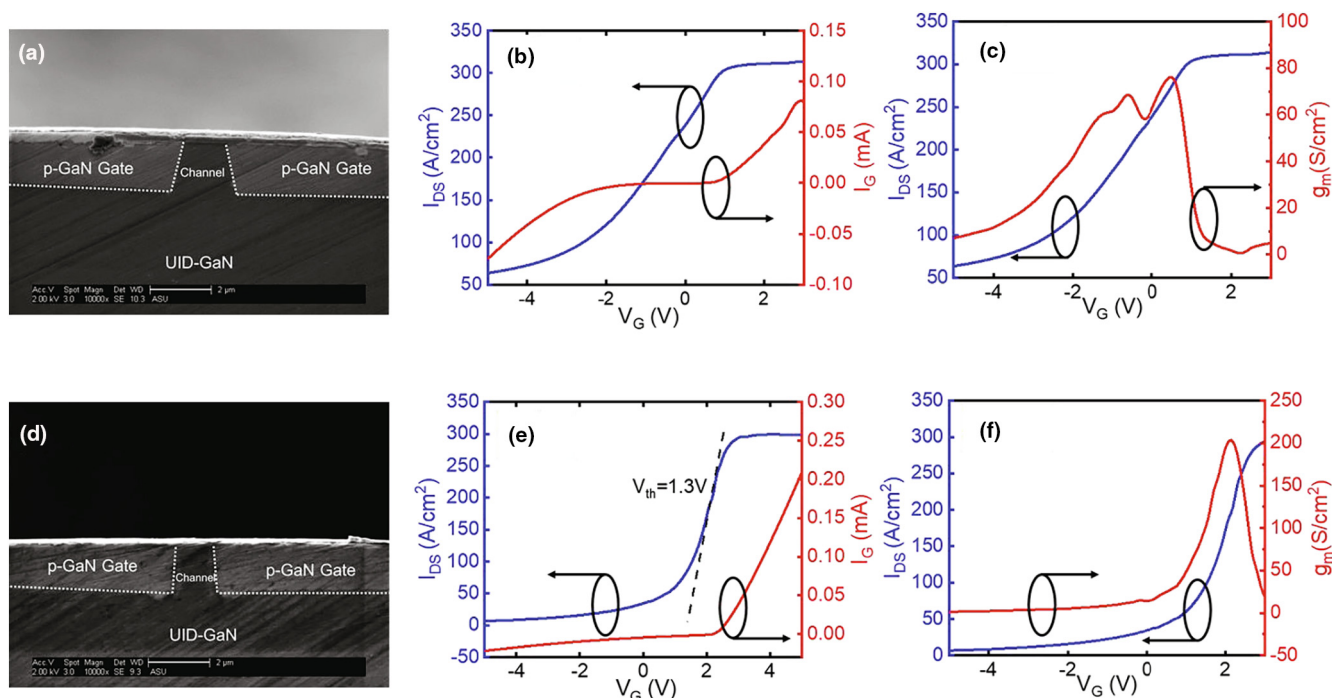 (a)
p-GaN Gate
Channel
p-GaN Gate
UID-GaN
Acc.V Spot Magn Det WD
2.00 kV 3.0 10000x SE 10.3 ASU
2 μm
(b)
350
300
250
200
150
100
50
I_DS (A/cm²)
0.15
0.10
0.05
0.00
-0.05
-0.10
I_G (mA)
-4 -2 0 2
V_G (V)
(c)
350
300
250
200
150
100
50
I_DS (A/cm²)
100
80
60
40
20
0
g_m (S/cm²)
-4 -2 0 2
V_G (V)
(d)
p-GaN Gate
Channel
p-GaN Gate
UID-GaN
Acc.V Spot Magn Det WD
2.00 kV 3.0 10000x SE 9.3 ASU
2 μm
(e)
350
300
250
200
150
100
50
0
-50
I_DS (A/cm²)
V_th=1.3V
0.30
0.25
0.20
0.15
0.10
0.05
0.00
I_G (mA)
-4 -2 0 2 4
V_G (V)
(f)
350
300
250
200
150
100
50
0
I_DS (A/cm²)
250
200
150
100
50
0
-50
g_m(S/cm²)
-4 -2 0 2
V_G (V)